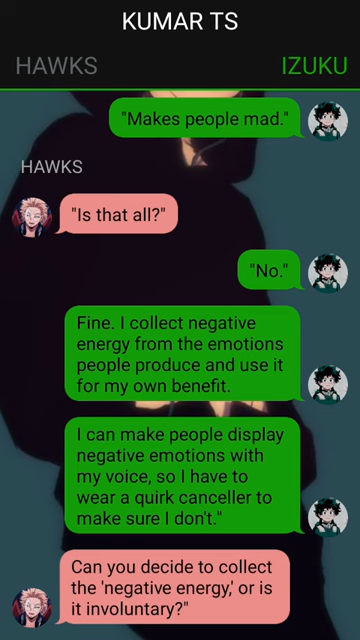 KUMAR TS
HAWKS IZUKU
"Makes people mad."
HAWKS
"Is that all?"
"No."
Fine. I collect negative
energy from the emotions
people produce and use it
for my own benefit.
I can make people display
negative emotions with
my voice, so I have to
wear a quirk canceller to
make sure I don't."
Can you decide to collect
the 'negative energy,' or is
it involuntary?"